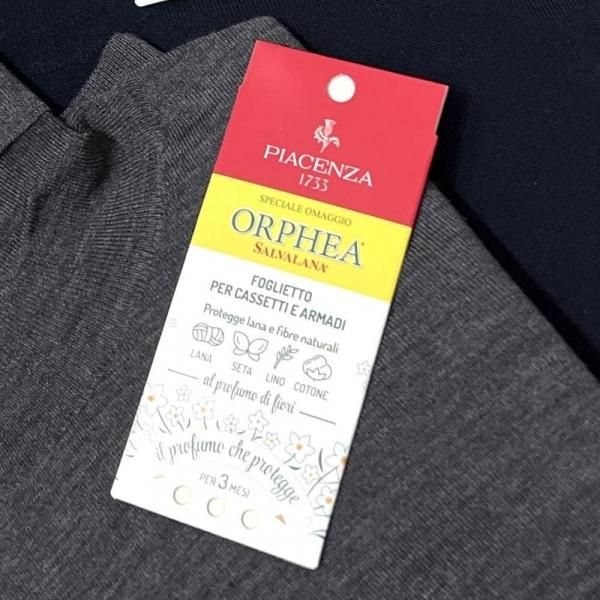 PIACENZA
1733
SPECIALE OMAGGIO
ORPHEA®
SALVALANA®
FOGLIETTO
PER CASSETTI E ARMADI
Protegge lana e fibre naturali
LANA SETA LINO COTONE
al profumo di fiori
il profumo che protegge
PER 3 MESI